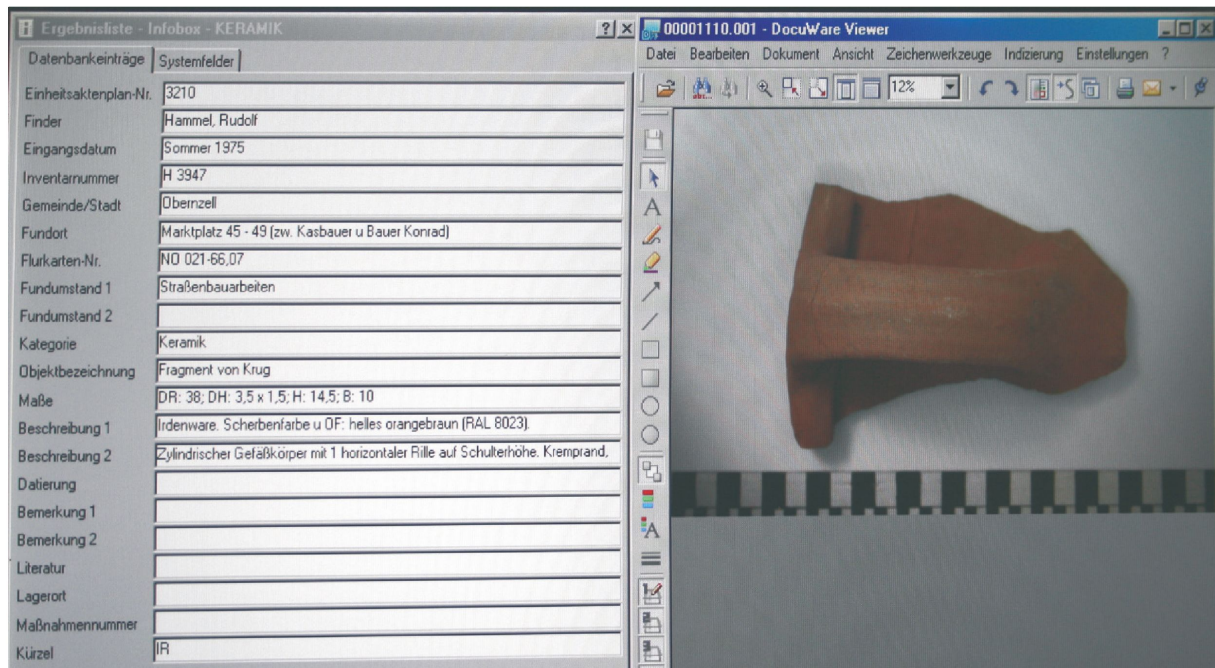 Ergebnisliste - Infobox - KERAMIK
Datenbankeinträge Systemfelder
Einheitsaktenplan-Nr. 3210
Finder Hammel, Rudolf
Eingangsdatum Sommer 1975
Inventarnummer H 3947
Gemeinde/Stadt Obernzell
Fundort Marktplatz 45 - 49 (zw. Kasbauer u Bauer Konrad)
Flurkarten-Nr. NO 021-66,07
Fundumstand 1 Straßenbauarbeiten
Fundumstand 2
Kategorie Keramik
Objektbezeichnung Fragment von Krug
Maße DR: 38; DH: 3,5 x 1,5; H: 14,5; B: 10
Beschreibung 1 Irdenware. Scherbenfarbe u OF: helles orangebraun (RAL 8023).
Beschreibung 2 Zylindrischer Gefäßkörper mit 1 horizontaler Rille auf Schulterhöhe. Kremprand,
Datierung
Bemerkung 1
Bemerkung 2
Literatur
Lagerort
Maßnahmennummer
Kürzel IR
00001110.001 - DocuWare Viewer
Datei Bearbeiten Dokument Ansicht Zeichenwerkzeuge Indizierung Einstellungen ?
12%